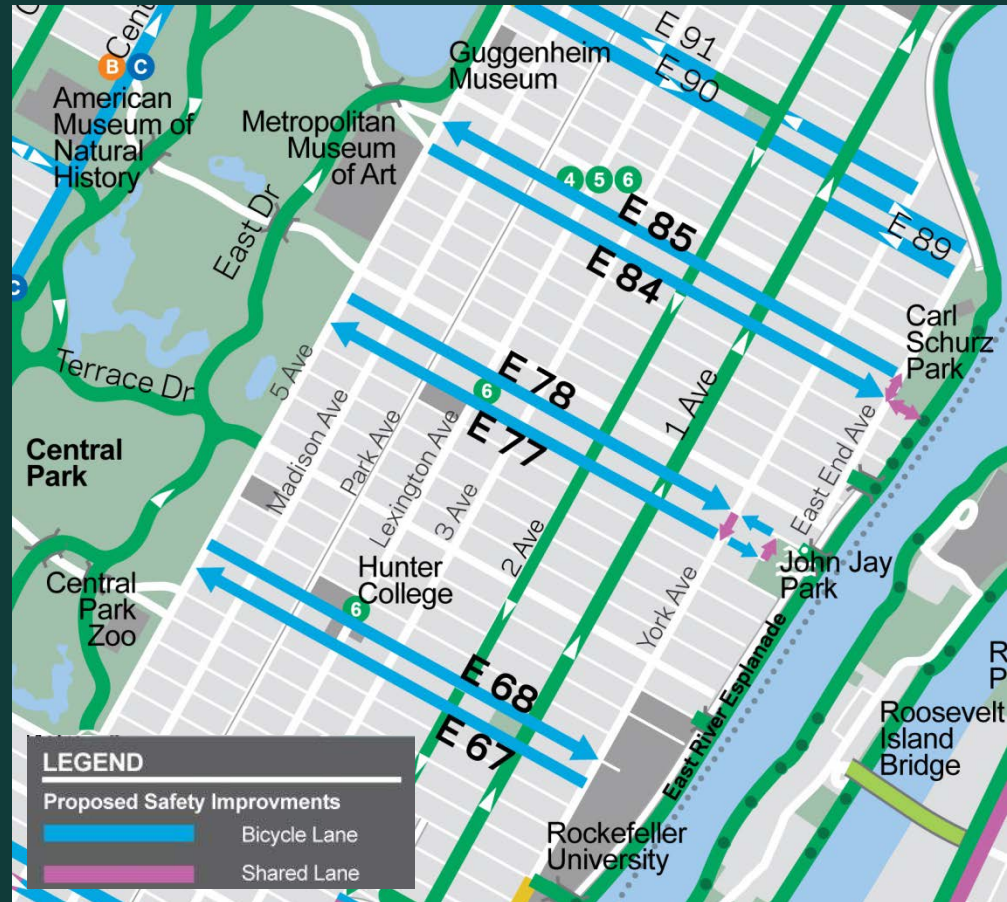 Cent
B
C
American
Museum of
Natural
History
C
Guggenheim
Museum
Metropolitan
Museum
of Art
East Dr
Terrace Dr
Central
Park
Central
Park
Zoo
E 91
E 90
E 89
4
5
6
E 85
E 84
E 78
6
E 77
E 68
E 67
5 Ave
Madison Ave
Park Ave
Lexington Ave
3 Ave
2 Ave
1 Ave
York Ave
East End Ave
Carl
Schurz
Park
John Jay
Park
Hunter
College
6
East River Esplanade
Roosevelt
Island
Bridge
R
P
Rockefeller
University
LEGEND
Proposed Safety Improvments
Bicycle Lane
Shared Lane